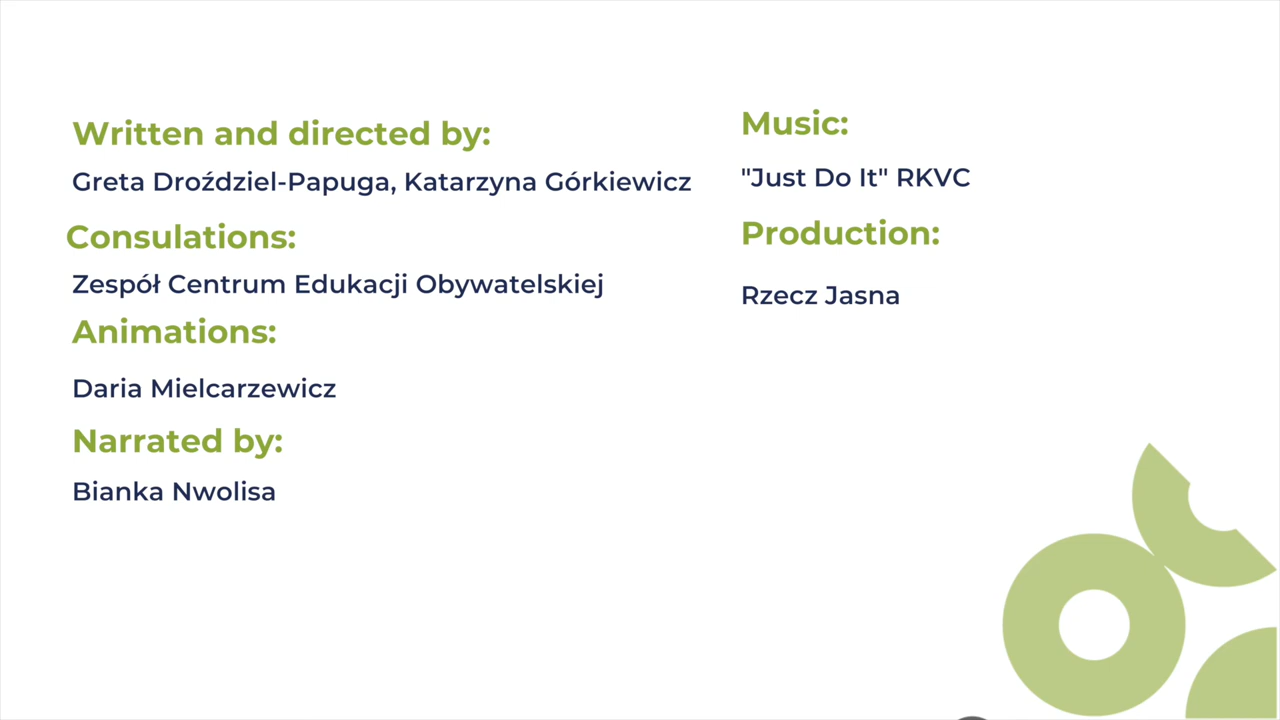 Written and directed by:
Greta Droździel-Papuga, Katarzyna Górkiewicz
Consulations:
Zespół Centrum Edukacji Obywatelskiej
Animations:
Daria Mielcarzewicz
Narrated by:
Bianka Nwolisa
Music:
"Just Do It" RKVC
Production:
Rzecz Jasna